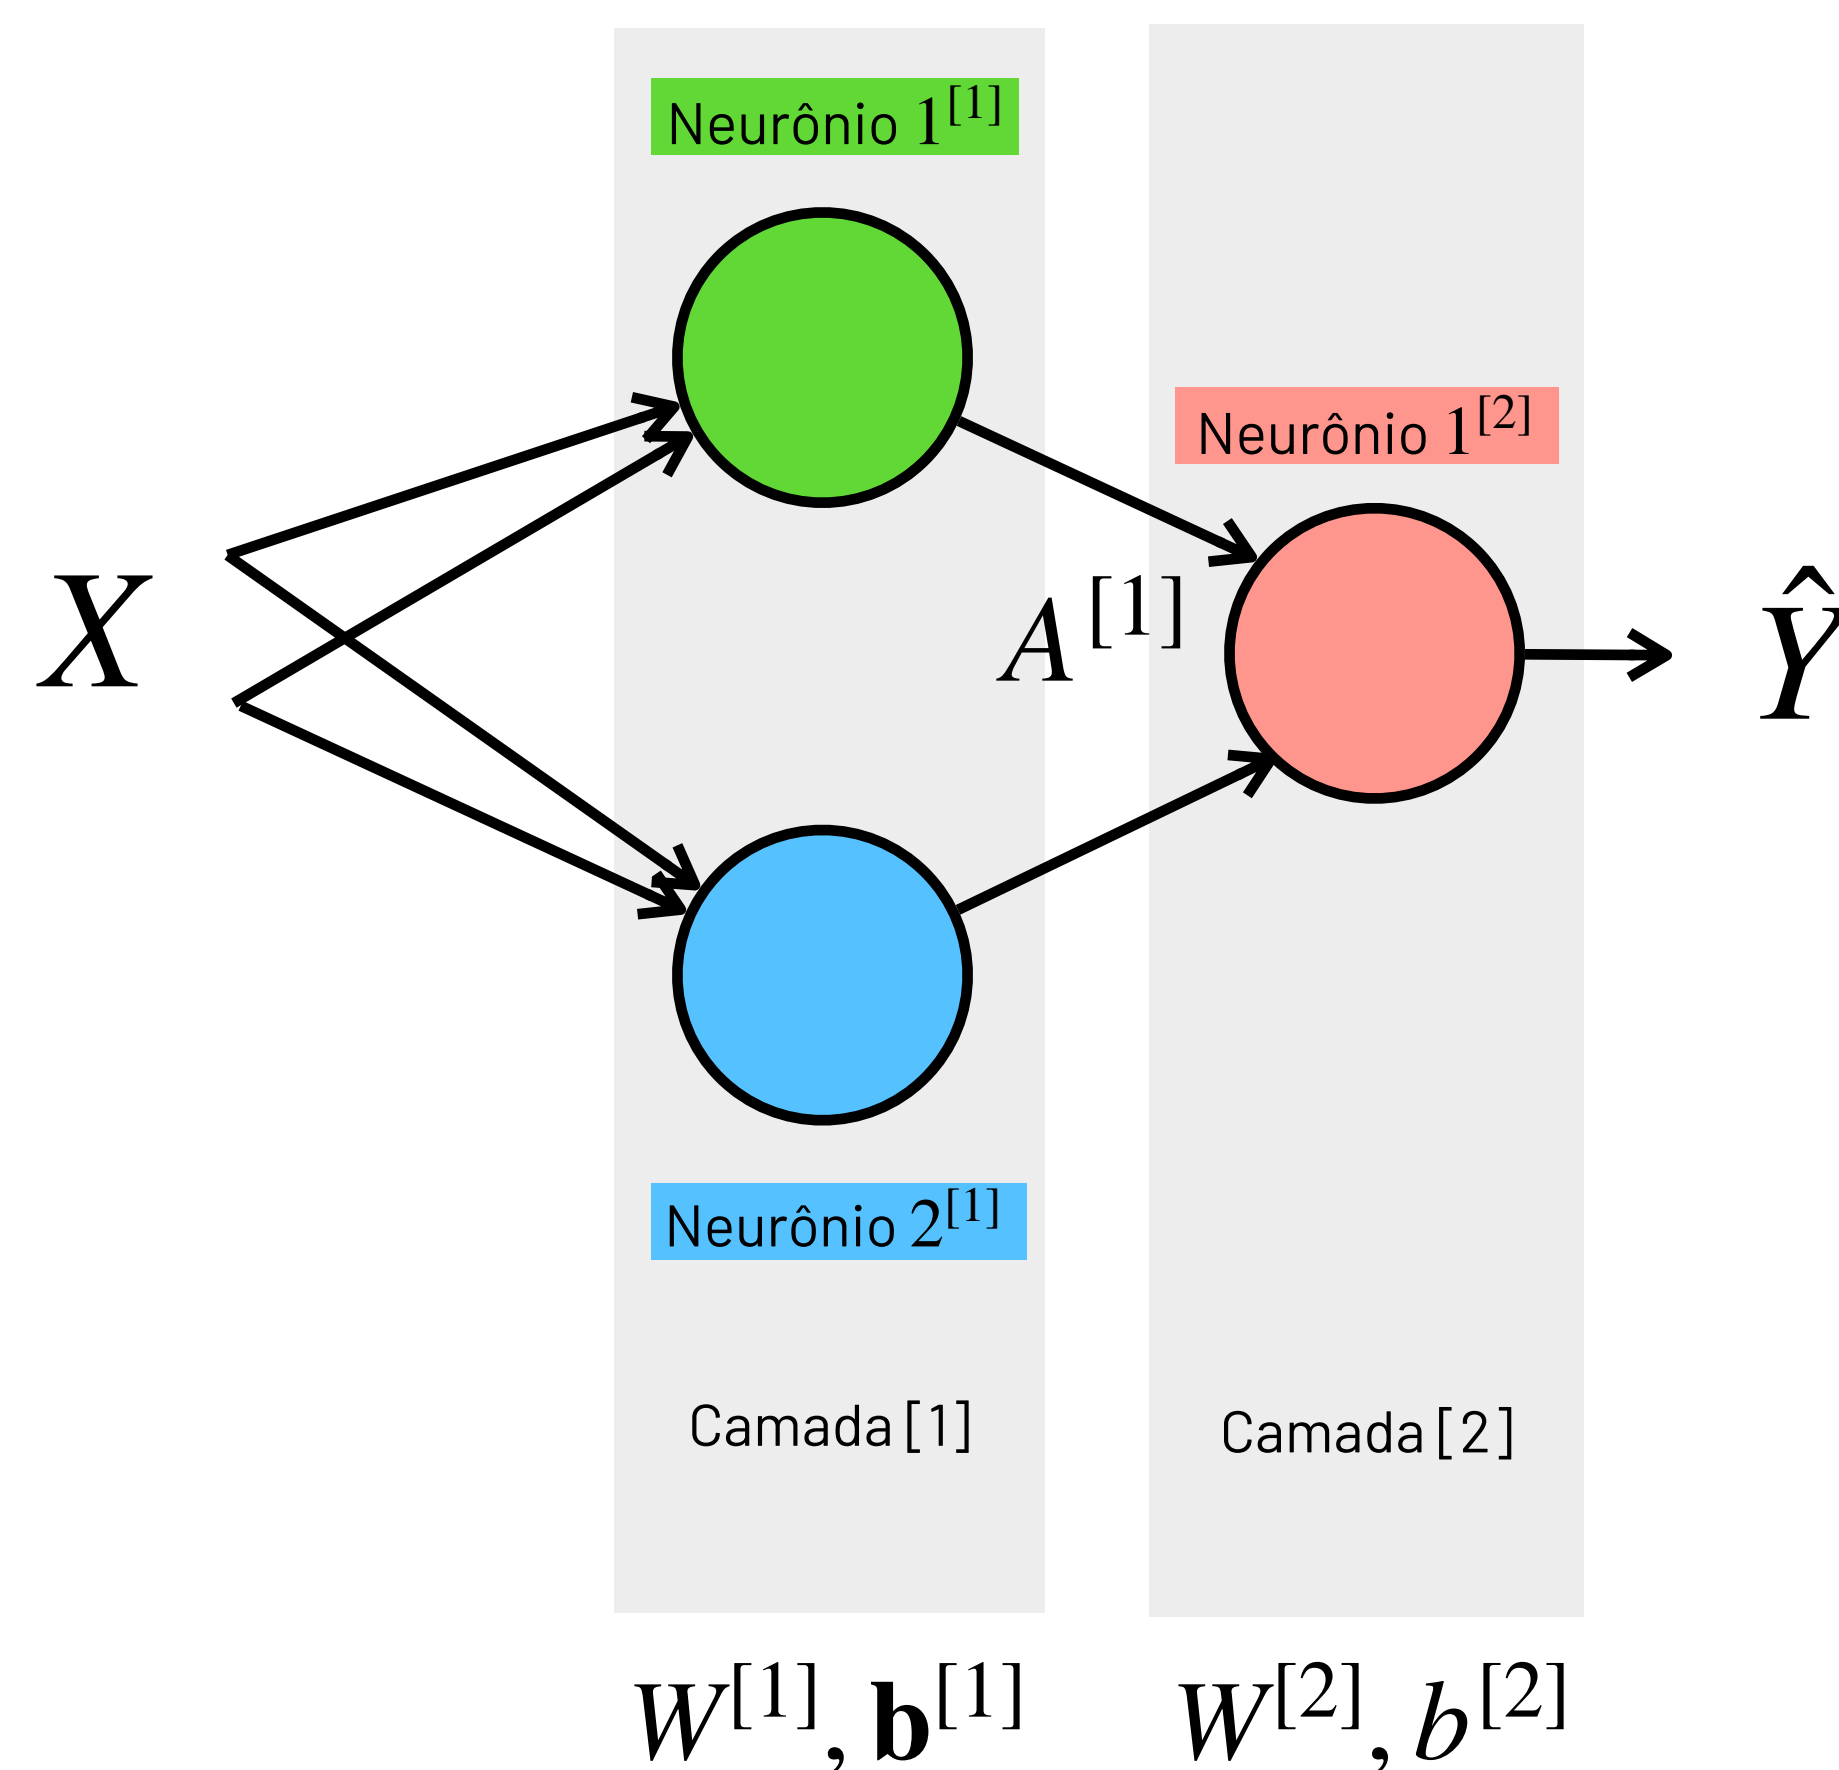 Neurônio 1^[1]
Neurônio 1^[2]
X
A^[1]
Ŷ
Neurônio 2^[1]
Camada [1]
Camada [2]
W^[1], b^[1]
W^[2], b^[2]